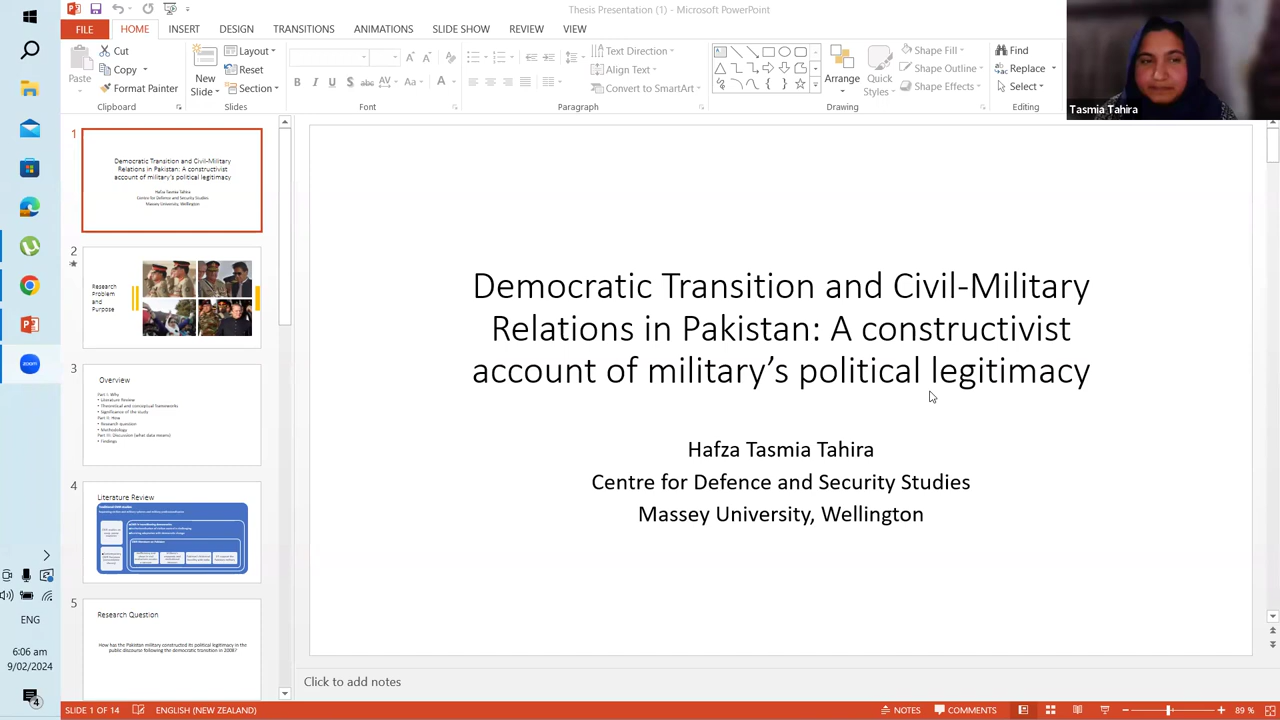 Thesis Presentation (1) - Microsoft PowerPoint
FILE HOME INSERT DESIGN TRANSITIONS ANIMATIONS SLIDE SHOW REVIEW VIEW
Paste
Cut
Copy
Format Painter
Clipboard
New
Slide
Layout
Reset
Section
Slides
Font
Text Direction
Align Text
Convert to SmartArt
Paragraph
Arrange
Quick
Styles
Shape Fill
Shape Outline
Shape Effects
Drawing
Find
Replace
Select
Editing
Tasmia Tahira
1
Democratic Transition and Civil-Military
Relations in Pakistan: A constructivist
account of military's political legitimacy
Hafza Tasmia Tahira
Centre for Defence and Security Studies
Massey University, Wellington
2
Research
Problem
and
Purpose
3
Overview
Part I: Why
• Literature Review
• Theoretical and conceptual frameworks
• Significance of the study
Part II: How
• Research question
• Methodology
Part III: Discussion (what data means)
• Findings
4
Literature Review
5
Research Question
How has the Pakistan military constructed its political legitimacy in the
public discourse following the democratic transition in 2008?
Democratic Transition and Civil-Military
Relations in Pakistan: A constructivist
account of military's political legitimacy
Hafza Tasmia Tahira
Centre for Defence and Security Studies
Massey University, Wellington
Click to add notes
zoom
ENG
6:06 am
9/02/2024
4
SLIDE 1 OF 14 ENGLISH (NEW ZEALAND) NOTES COMMENTS 89 %